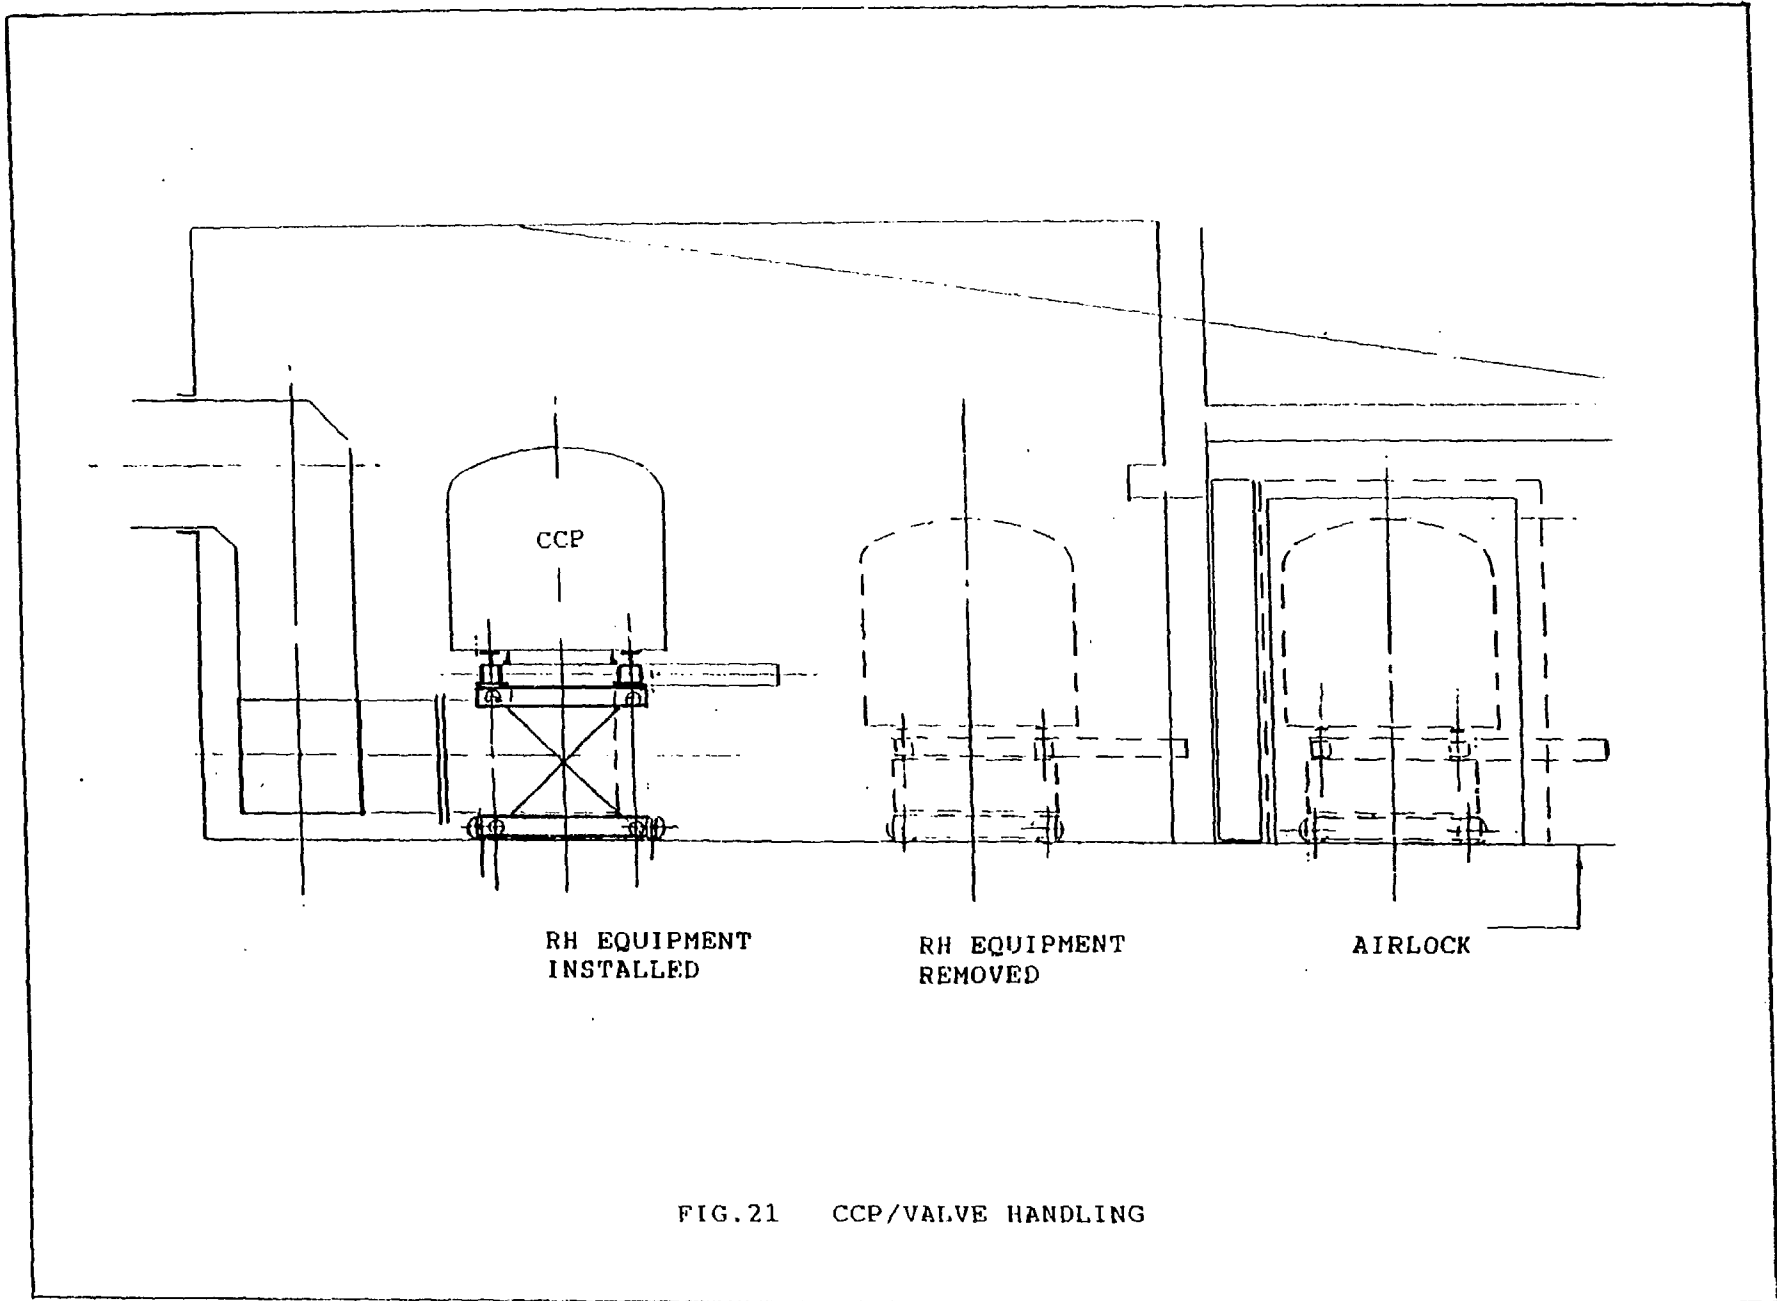 CCP
RH EQUIPMENT
INSTALLED
RH EQUIPMENT
REMOVED
AIRLOCK
FIG.21 CCP/VALVE HANDLING